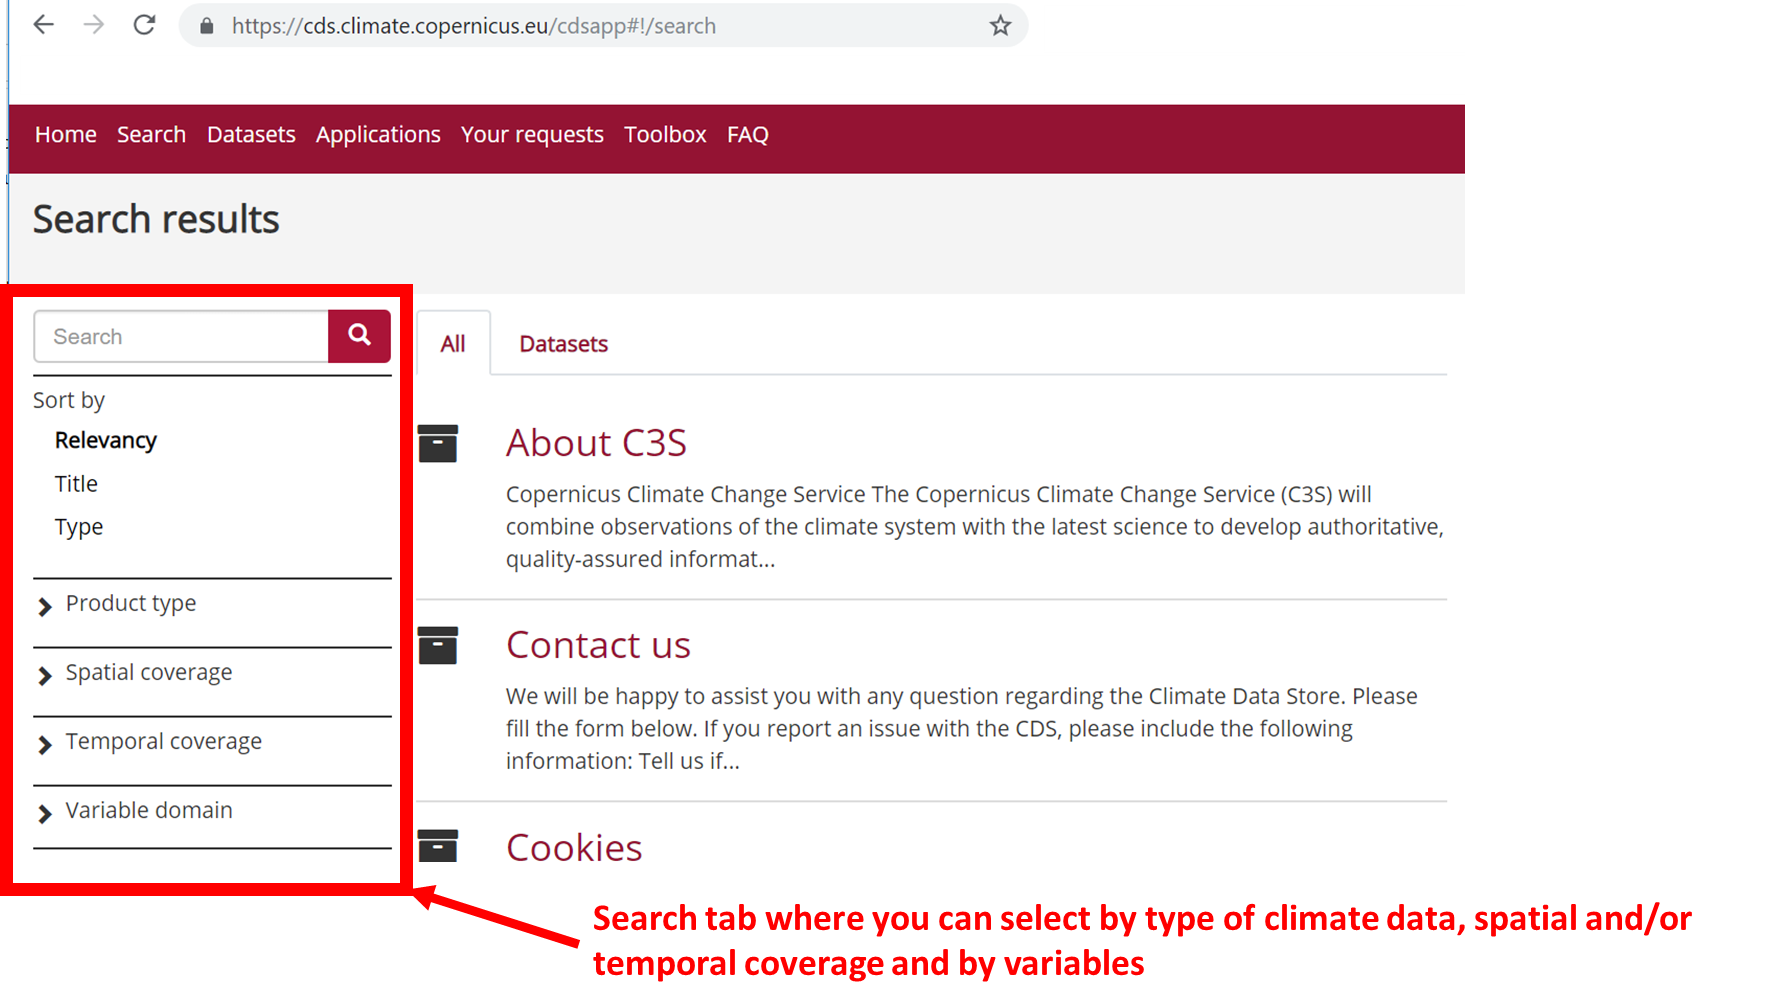 https://cds.climate.copernicus.eu/cdsapp#!/search
Home Search Datasets Applications Your requests Toolbox FAQ
Search results
Search
Sort by
Relevancy
Title
Type
Product type
Spatial coverage
Temporal coverage
Variable domain
All Datasets
About C3S
Copernicus Climate Change Service The Copernicus Climate Change Service (C3S) will
combine observations of the climate system with the latest science to develop authoritative,
quality-assured informat...
Contact us
We will be happy to assist you with any question regarding the Climate Data Store. Please
fill the form below. If you report an issue with the CDS, please include the following
information: Tell us if...
Cookies
Search tab where you can select by type of climate data, spatial and/or
temporal coverage and by variables